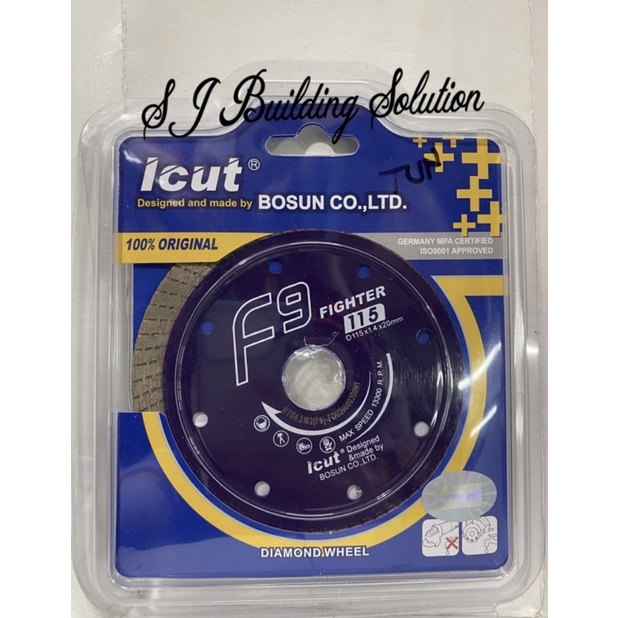 S J Building Solution
Icut®
Designed and made by BOSUN CO.,LTD.
TUN
100% ORIGINAL
GERMANY MPA CERTIFIED
ISO9001 APPROVED
F9 FIGHTER
115
D115x1.4x20mm
MAX SPEED 13300 R.P.M.
Icut® Designed
&made by
BOSUN CO.,LTD.
DIAMOND WHEEL